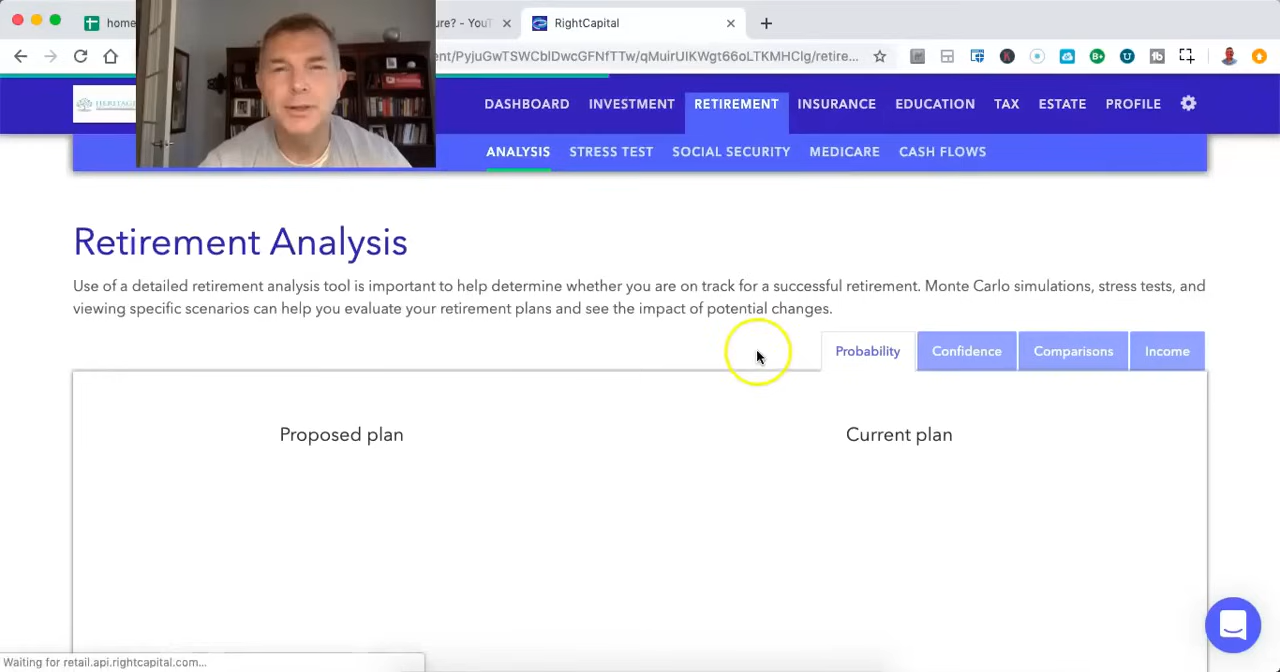 home
ure? - YouT
RightCapital
ent/PyjuGwTSWCblDwcGFNfTTw/qMuirUIKWgt66oLTKMHClg/retire...
HERITAGE
DASHBOARD INVESTMENT RETIREMENT INSURANCE EDUCATION TAX ESTATE PROFILE
ANALYSIS STRESS TEST SOCIAL SECURITY MEDICARE CASH FLOWS
Retirement Analysis
Use of a detailed retirement analysis tool is important to help determine whether you are on track for a successful retirement. Monte Carlo simulations, stress tests, and
viewing specific scenarios can help you evaluate your retirement plans and see the impact of potential changes.
Probability Confidence Comparisons Income
Proposed plan Current plan
Waiting for retail.api.rightcapital.com...